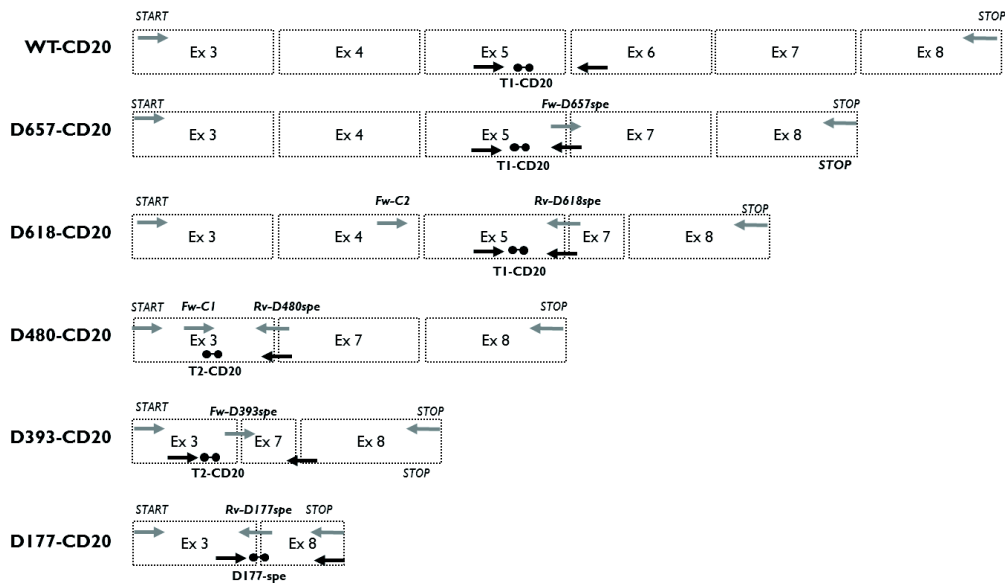 START STOP
WT-CD20 Ex 3 Ex 4 Ex 5 Ex 6 Ex 7 Ex 8
T1-CD20
START Fw-D657spe STOP
D657-CD20 Ex 3 Ex 4 Ex 5 Ex 7 Ex 8
T1-CD20 STOP
START Fw-C2 Rv-D618spe STOP
D618-CD20 Ex 3 Ex 4 Ex 5 Ex 7 Ex 8
T1-CD20
START Fw-C1 Rv-D480spe STOP
D480-CD20 Ex 3 Ex 7 Ex 8
T2-CD20
START Fw-D393spe STOP
D393-CD20 Ex 3 Ex 7 Ex 8
T2-CD20 STOP
START Rv-D177spe STOP
D177-CD20 Ex 3 Ex 8
D177-spe